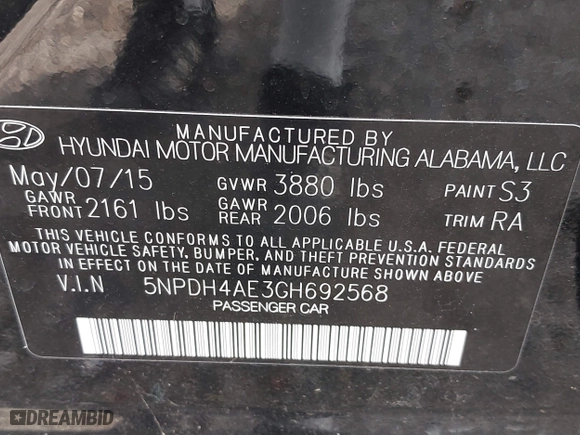 MANUFACTURED BY
HYUNDAI MOTOR MANUFACTURING ALABAMA, LLC
May/07/15 GVWR 3880 lbs PAINT S3
GAWR FRONT 2161 lbs GAWR REAR 2006 lbs TRIM RA
THIS VEHICLE CONFORMS TO ALL APPLICABLE U.S.A. FEDERAL
MOTOR VEHICLE SAFETY, BUMPER, AND THEFT PREVENTION STANDARDS
IN EFFECT ON THE DATE OF MANUFACTURE SHOWN ABOVE.
V.I.N 5NPDH4AE3GH692568
PASSENGER CAR
DREAMBID